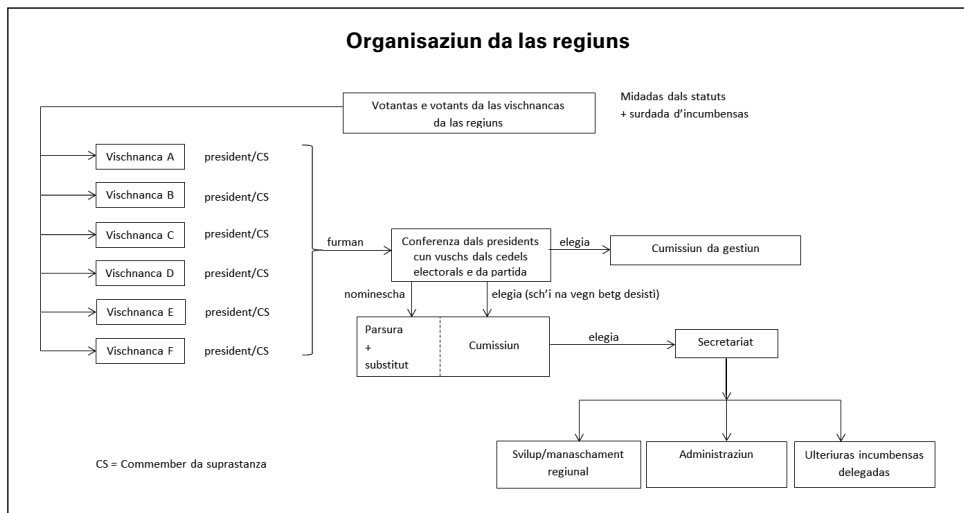 Organisaziun da las regiuns
Votantas e votants da las vischnancas
da las regiuns
Midadas dals statuts
+ surdada d'incumbensas
Vischnanca A president/CS
Vischnanca B president/CS
Vischnanca C president/CS
Vischnanca D president/CS
Vischnanca E president/CS
Vischnanca F president/CS
furman
Conferenza dals presidents
cun vuschs dals cedels
electorals e da partida
elegia
Cumissiun da gestiun
nominescha
elegia (sch'i na vegn betg desistì)
Parsura
+
substitut
Cumissiun
elegia
Secretariat
Svilup/manaschament
regiunal
Administraziun
Ulteriuras incumbensas
delegadas
CS = Commember da suprastanza